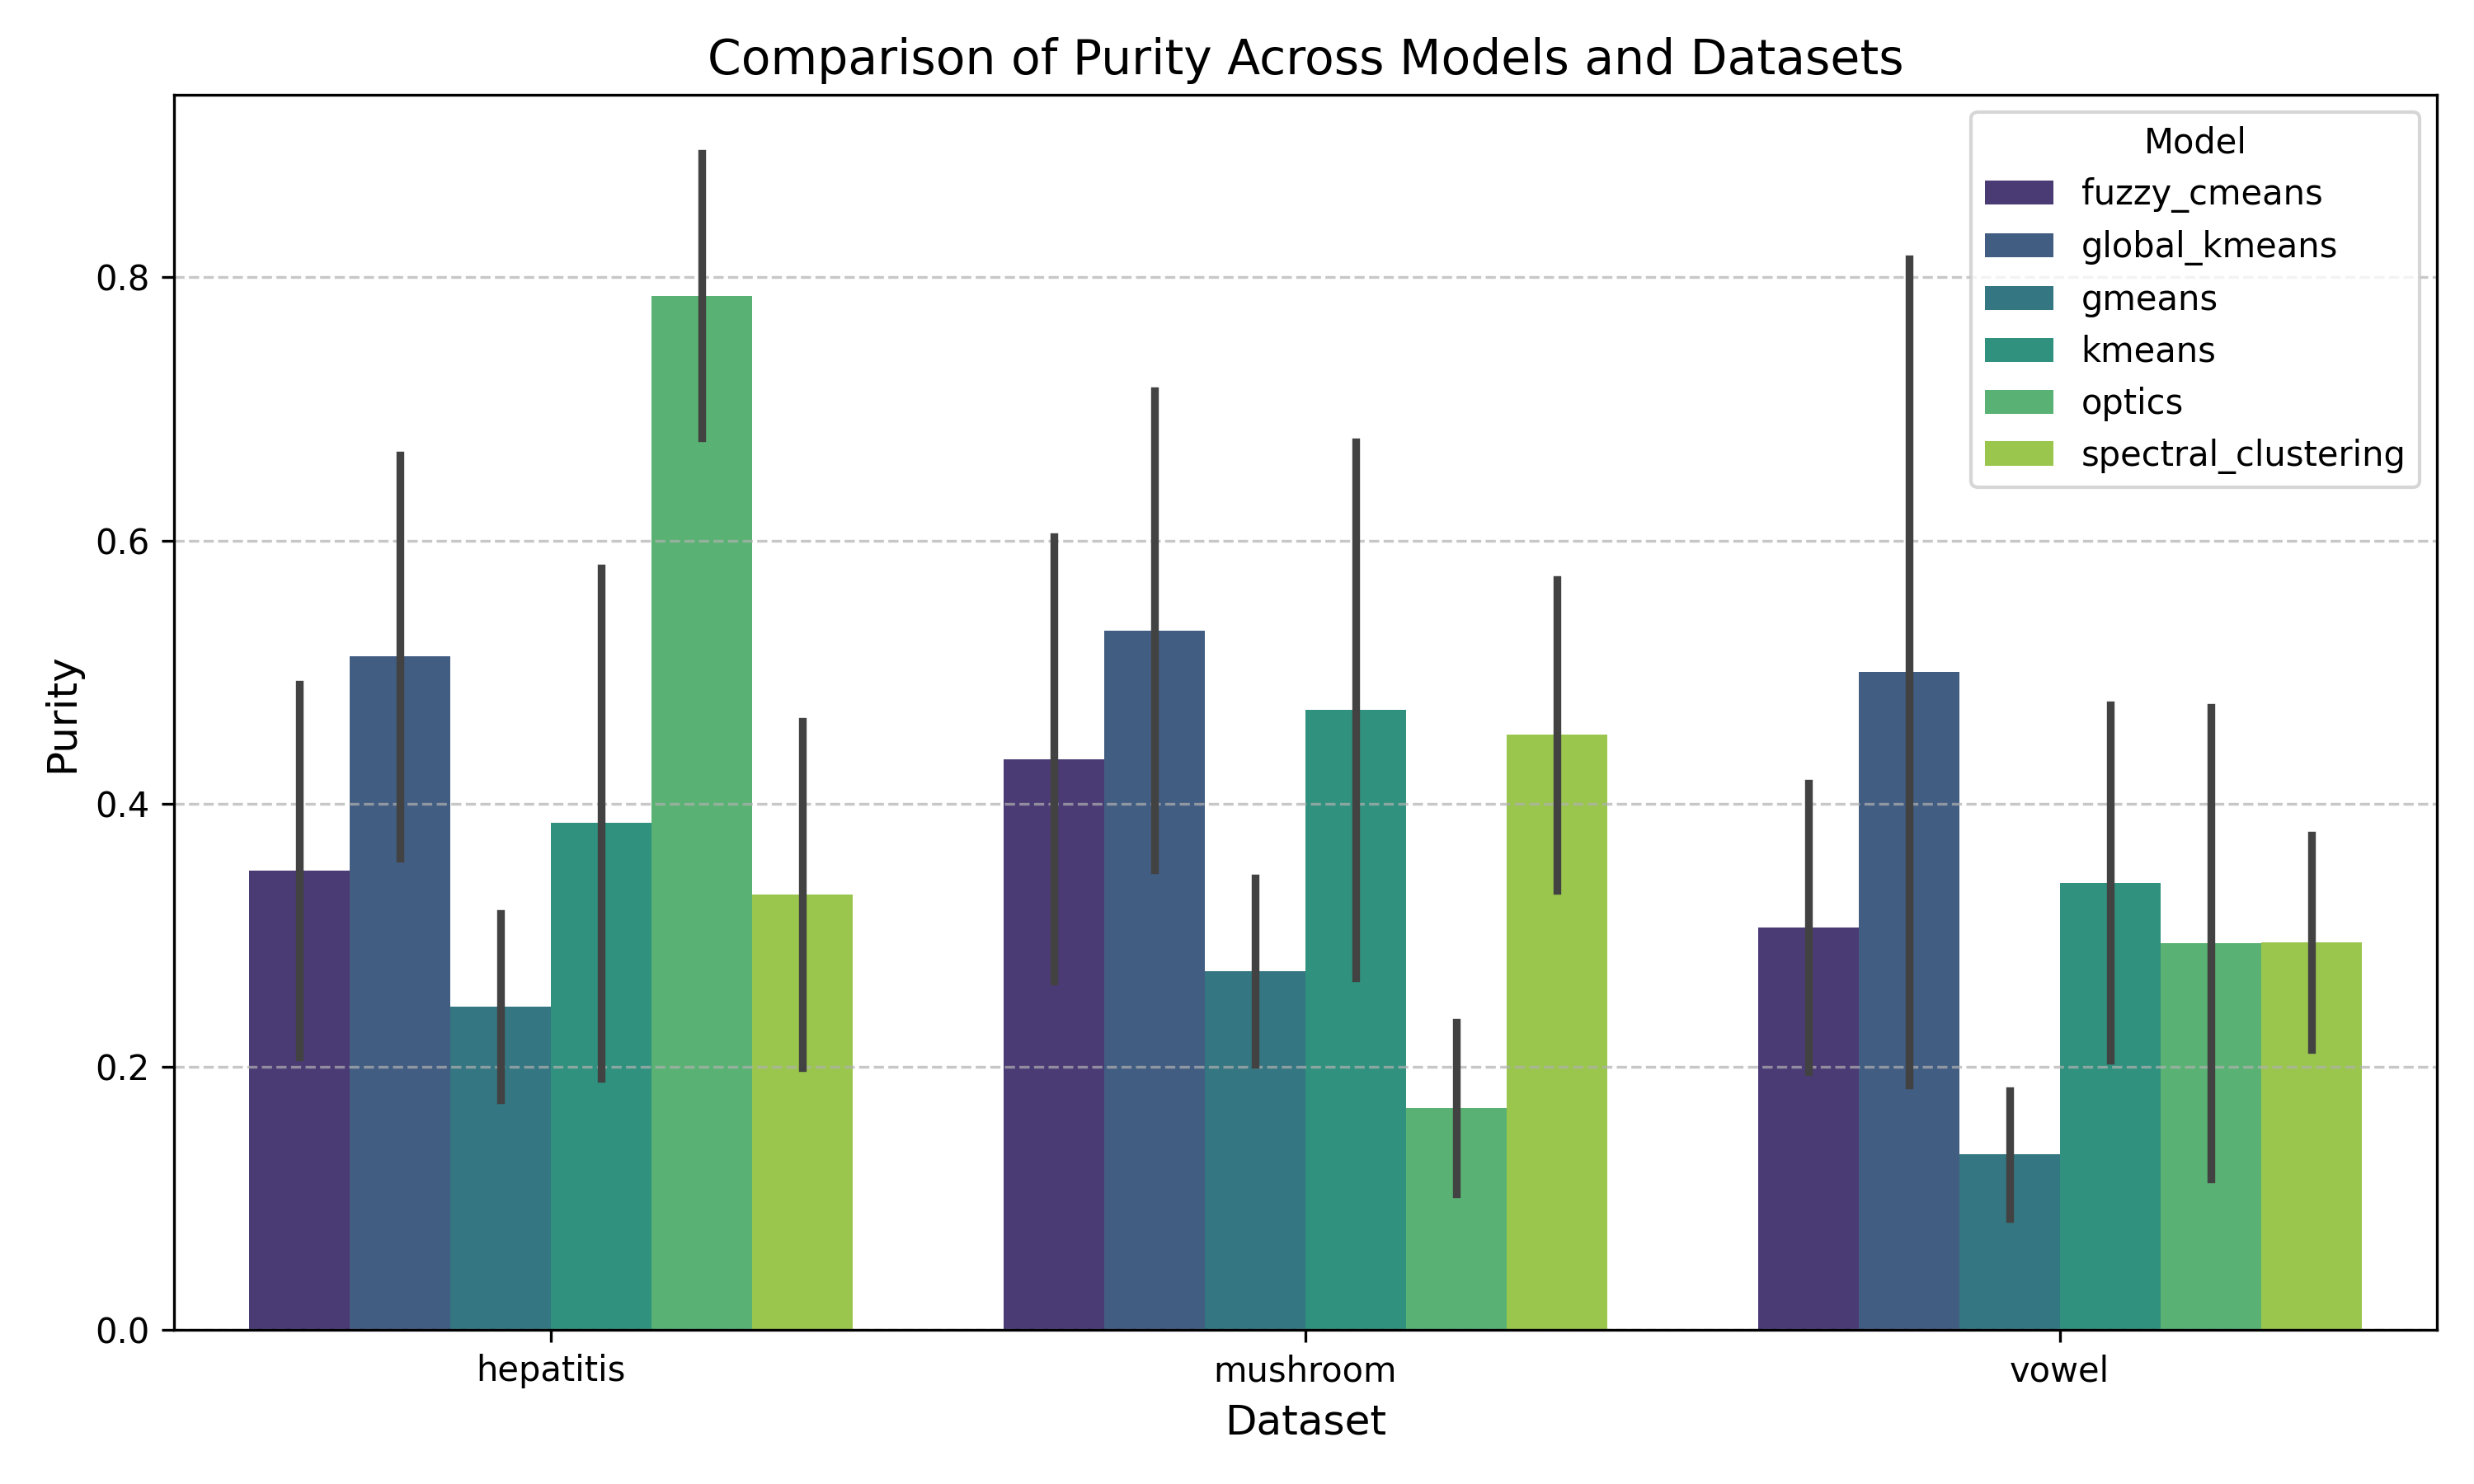 Comparison of Purity Across Models and Datasets
Model
fuzzy_cmeans
global_kmeans
gmeans
kmeans
optics
spectral_clustering
Purity
0.8
0.6
0.4
0.2
0.0
hepatitis
mushroom
vowel
Dataset